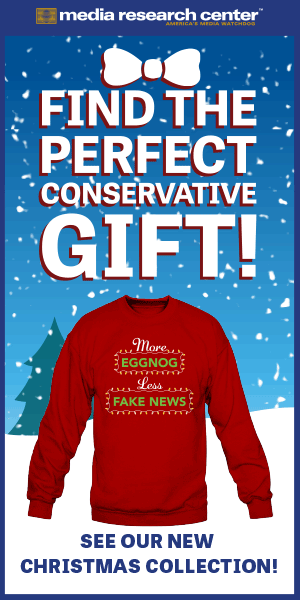 media research center™
AMERICA'S MEDIA WATCHDOG
FIND THE
PERFECT
CONSERVATIVE
GIFT!
More
EGGNOG
Less
FAKE NEWS
SEE OUR NEW
CHRISTMAS COLLECTION!